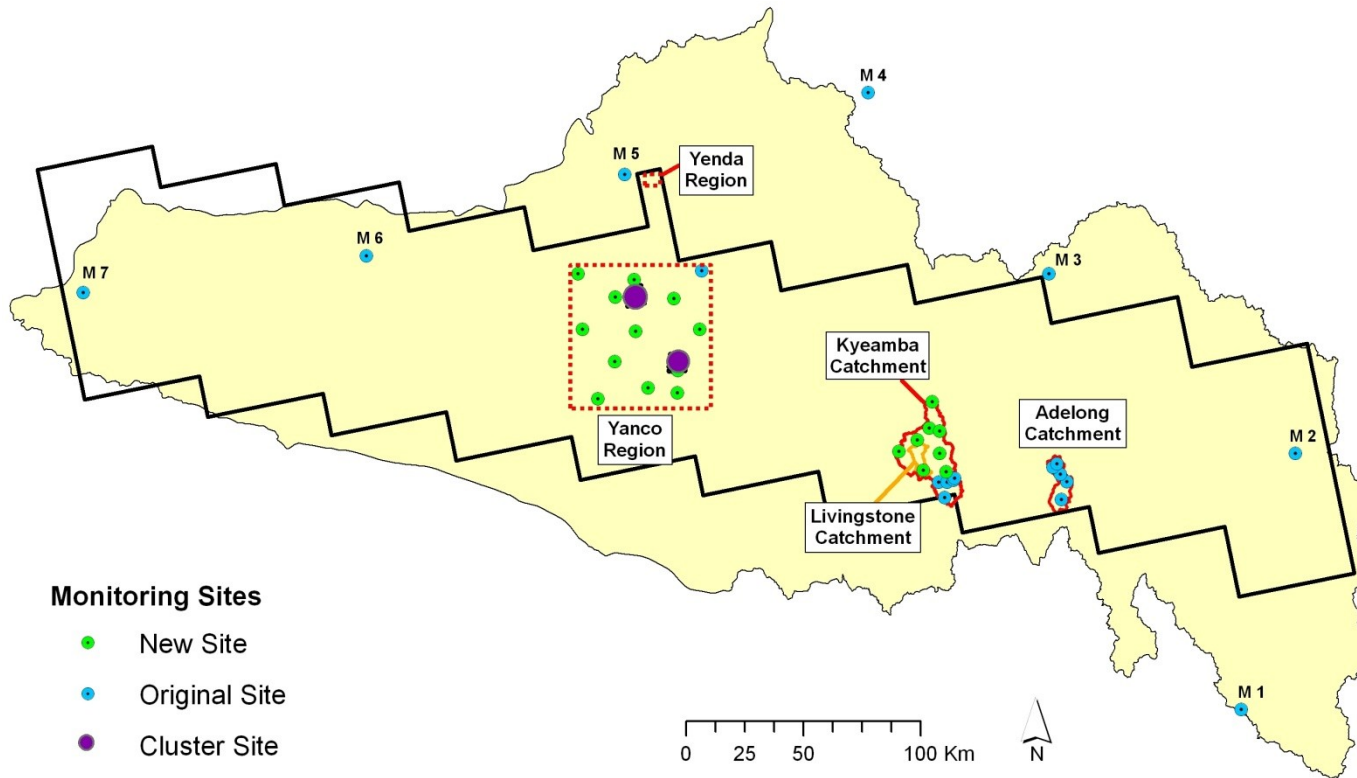 M 4
M 5
Yenda
Region
M 6
M 3
M 7
Kyeamba
Catchment
Adelong
Catchment
Yanco
Region
M 2
Livingstone
Catchment
Monitoring Sites
New Site
Original Site
Cluster Site
M 1
0 25 50 100 Km
N